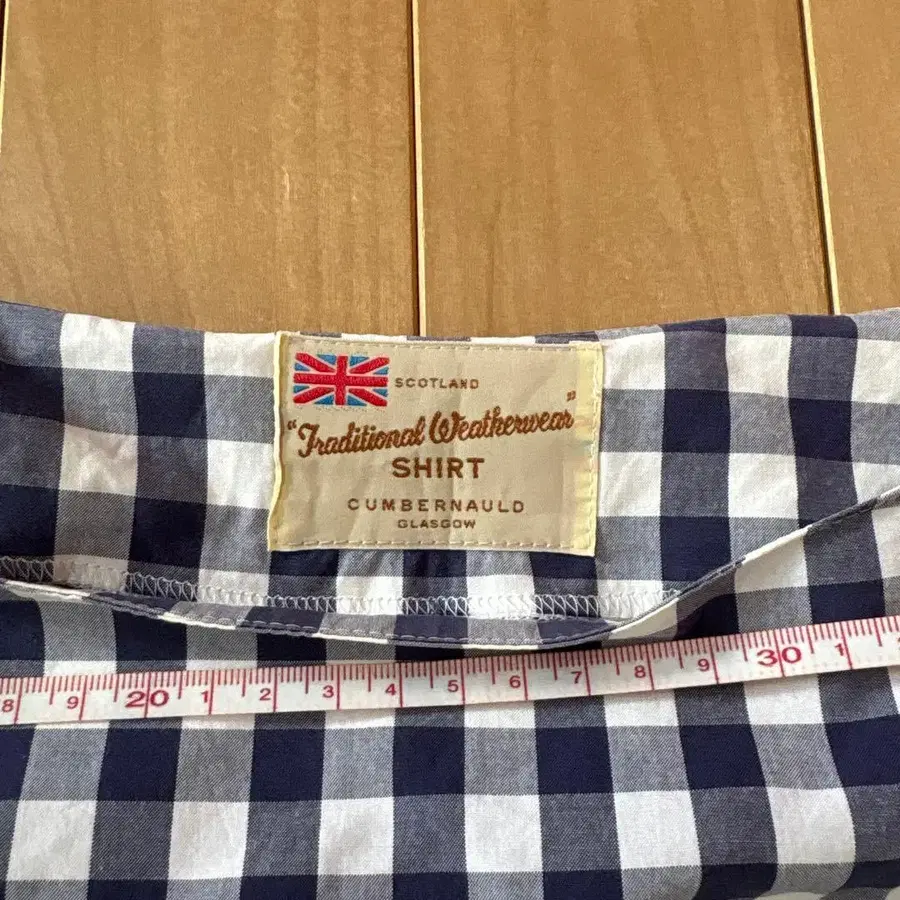 SCOTLAND
"Traditional Weatherwear"
SHIRT
CUMBERNAULD
GLASGOW
8 9 20 1 2 3 4 5 6 7 8 9 30 1